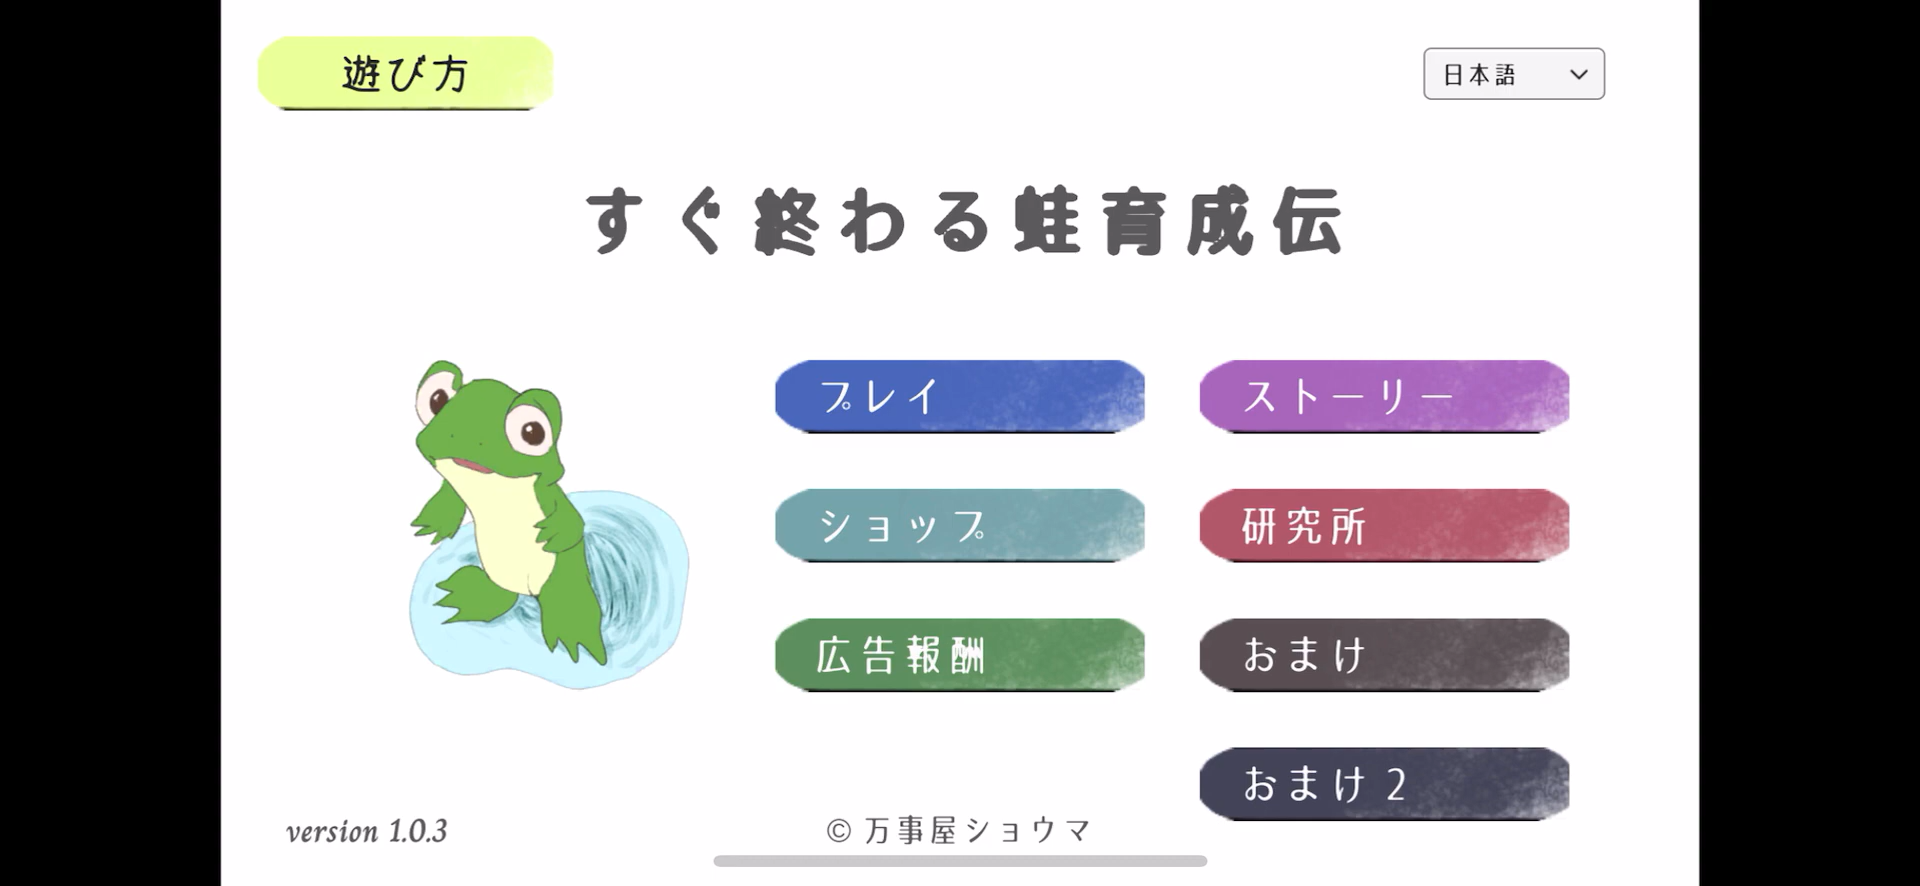 遊び方
日本語
すぐ終わる蛙育成伝
プレイ
ストーリー
ショップ
研究所
広告報酬
おまけ
おまけ 2
version 1.0.3
© 万事屋ショウマ